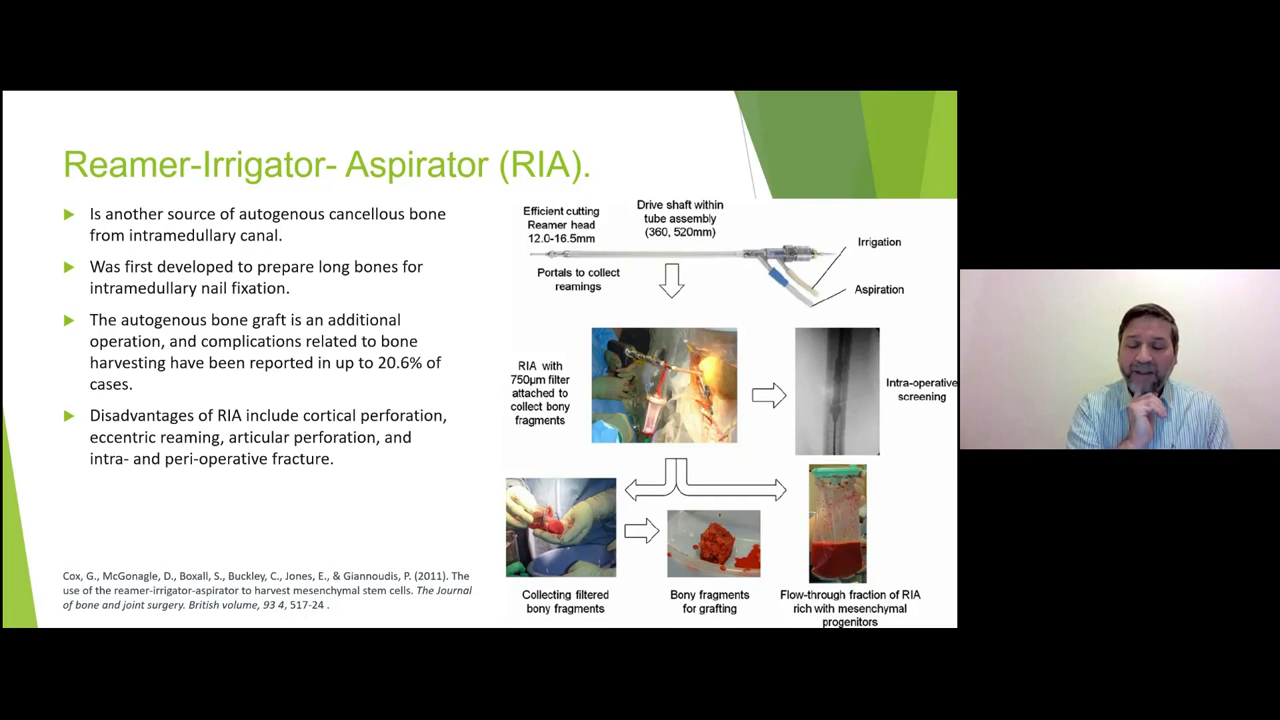 Reamer-Irrigator- Aspirator (RIA).
Is another source of autogenous cancellous bone
from intramedullary canal.
Was first developed to prepare long bones for
intramedullary nail fixation.
The autogenous bone graft is an additional
operation, and complications related to bone
harvesting have been reported in up to 20.6% of
cases.
Disadvantages of RIA include cortical perforation,
eccentric reaming, articular perforation, and
intra- and peri-operative fracture.
Cox, G., McGonagle, D., Boxall, S., Buckley, C., Jones, E., & Giannoudis, P. (2011). The
use of the reamer-irrigator-aspirator to harvest mesenchymal stem cells. The Journal
of bone and joint surgery. British volume, 93 4, 517-24 .
Efficient cutting
Reamer head
12.0-16.5mm
Drive shaft within
tube assembly
(360, 520mm)
Irrigation
Portals to collect
reamings
Aspiration
RIA with
750µm filter
attached to
collect bony
fragments
Intra-operative
screening
Collecting filtered
bony fragments
Bony fragments
for grafting
Flow-through fraction of RIA
rich with mesenchymal
progenitors